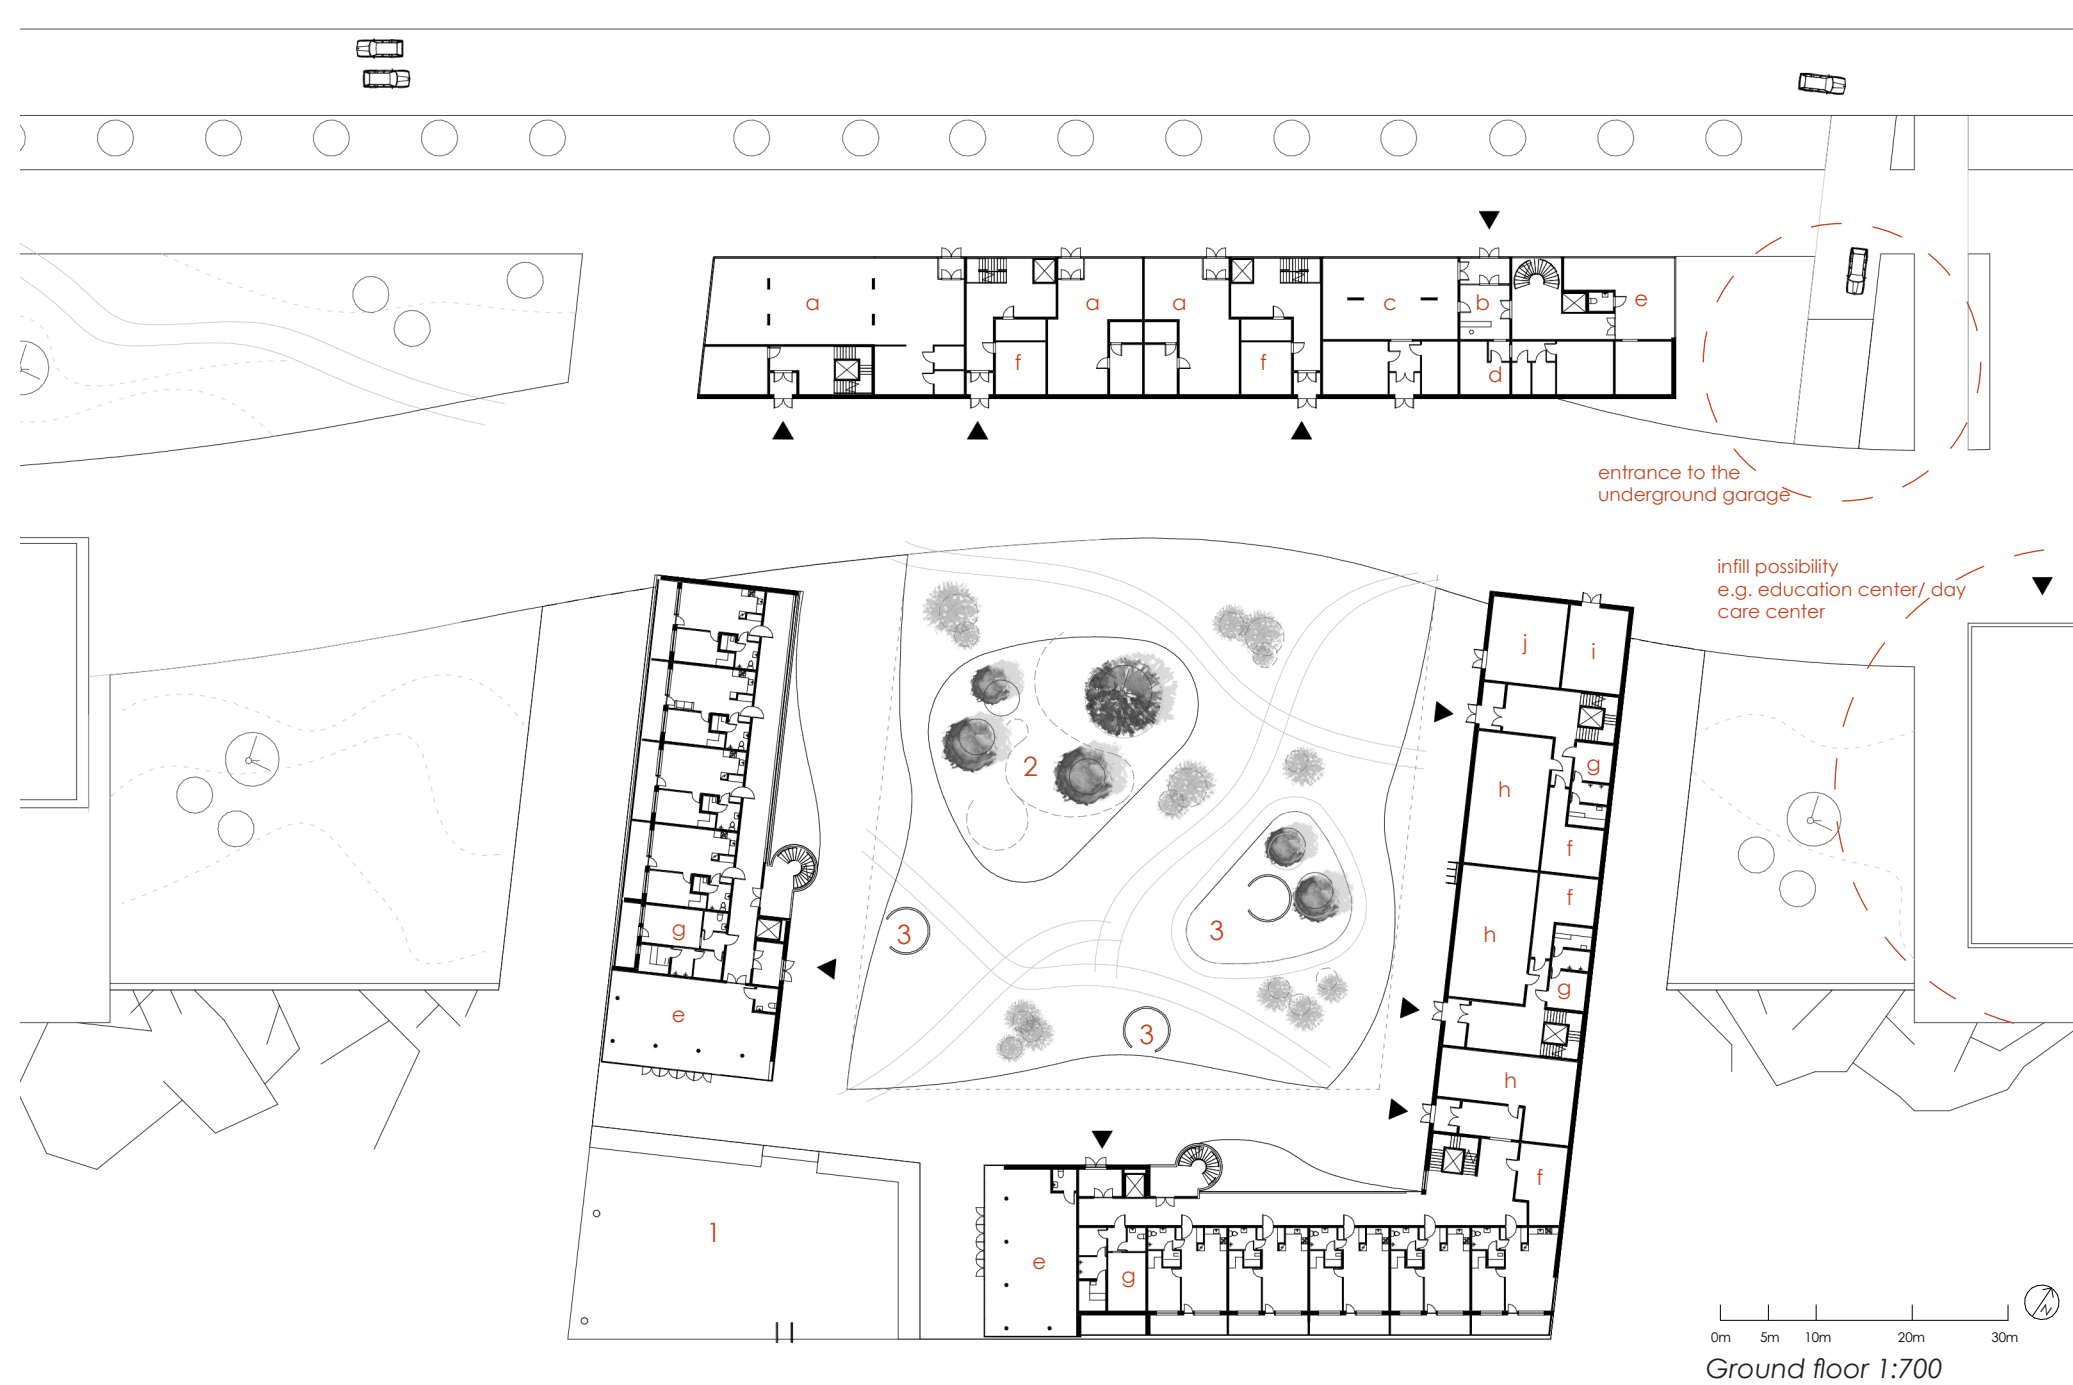 a
a
a
c
b
e
f
f
d
entrance to the
underground garage
infill possibility
e.g. education center/ day
care center
j
i
2
g
h
f
f
g
3
3
h
g
e
3
h
f
1
e
g
N
0m 5m 10m 20m 30m
Ground floor 1:700